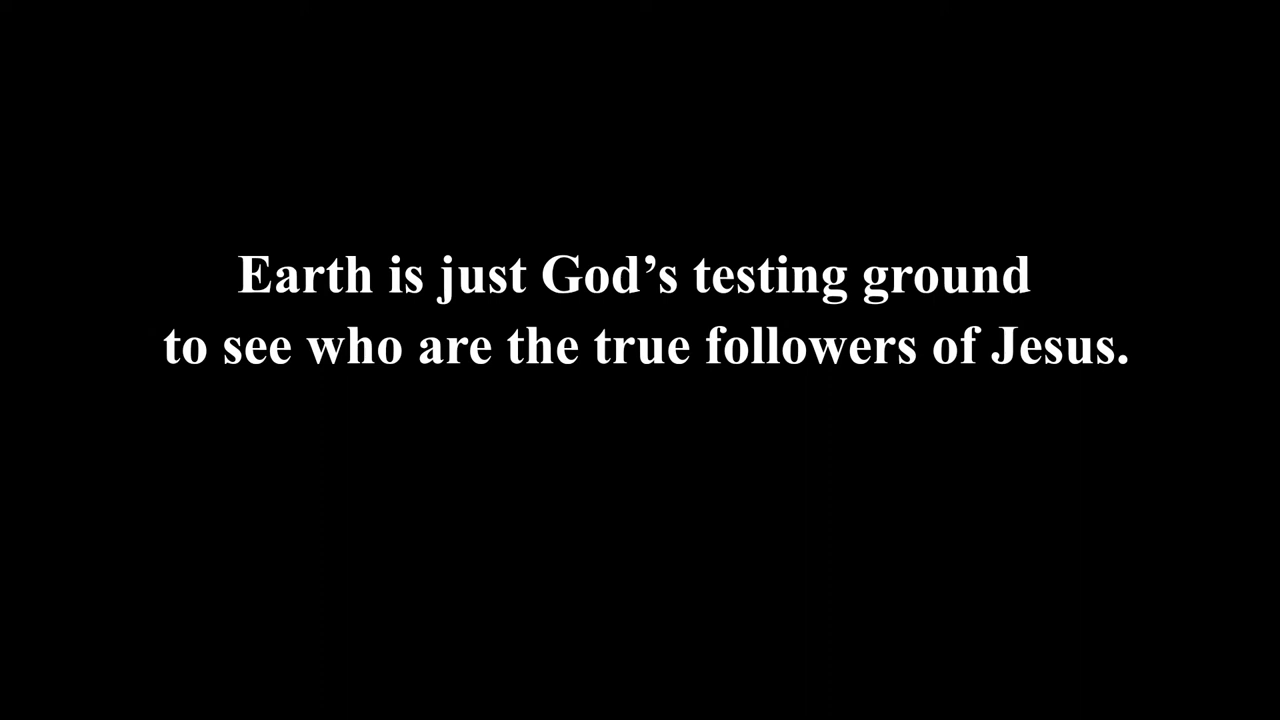 Earth is just God’s testing ground
to see who are the true followers of Jesus.